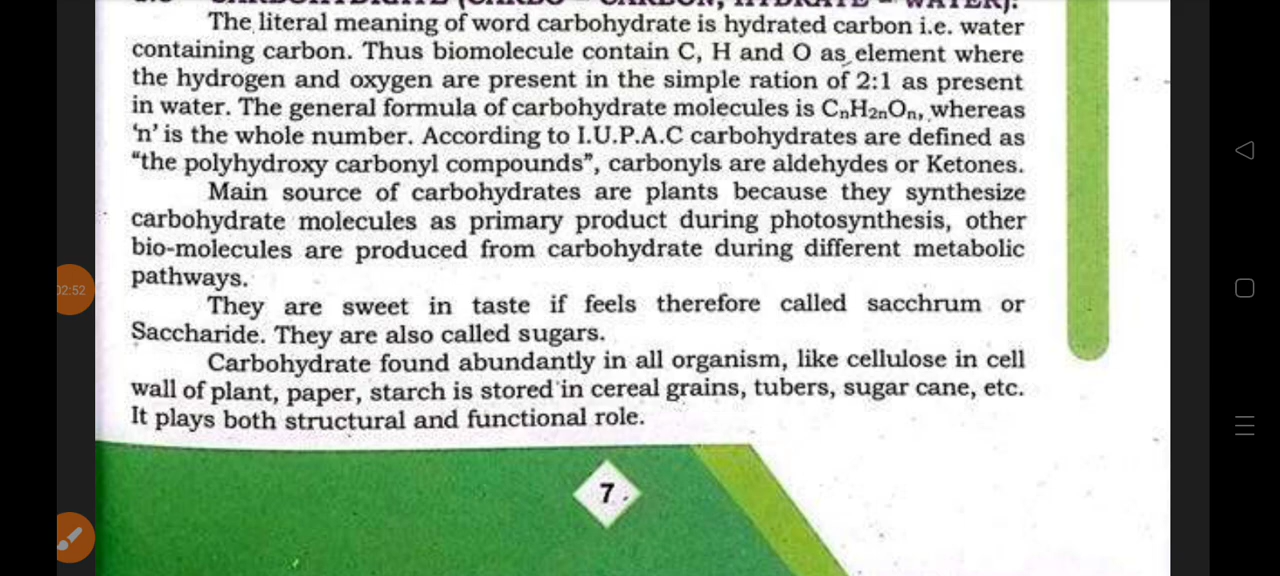 CARBOHYDRATE (CARBO = CARBON, HYDRATE = WATER):
The literal meaning of word carbohydrate is hydrated carbon i.e. water
containing carbon. Thus biomolecule contain C, H and O as element where
the hydrogen and oxygen are present in the simple ration of 2:1 as present
in water. The general formula of carbohydrate molecules is CₙH₂ₙOₙ, whereas
‘n’ is the whole number. According to I.U.P.A.C carbohydrates are defined as
“the polyhydroxy carbonyl compounds”, carbonyls are aldehydes or Ketones.
Main source of carbohydrates are plants because they synthesize
carbohydrate molecules as primary product during photosynthesis, other
bio-molecules are produced from carbohydrate during different metabolic
pathways.
They are sweet in taste if feels therefore called sacchrum or
Saccharide. They are also called sugars.
Carbohydrate found abundantly in all organism, like cellulose in cell
wall of plant, paper, starch is stored in cereal grains, tubers, sugar cane, etc.
It plays both structural and functional role.
7
02:52